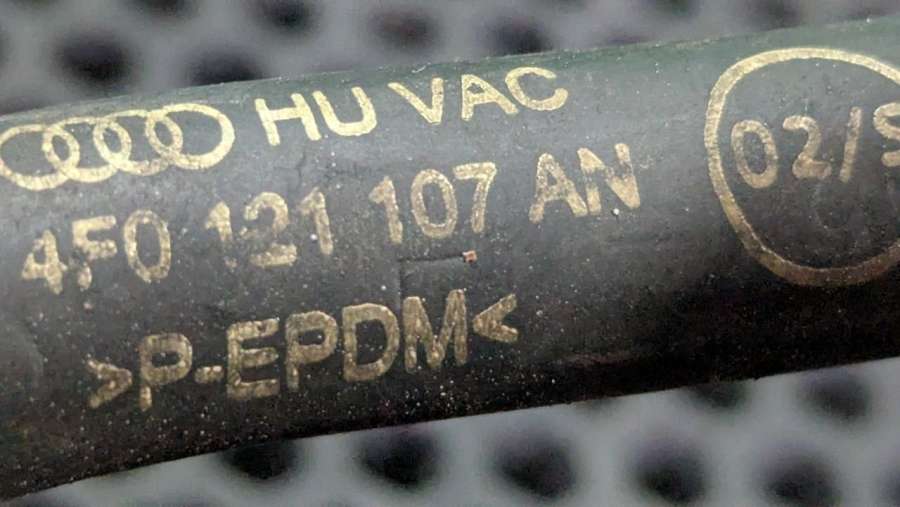 HU VAC
4F0 121 107 AN
02/
>P-EPDM<